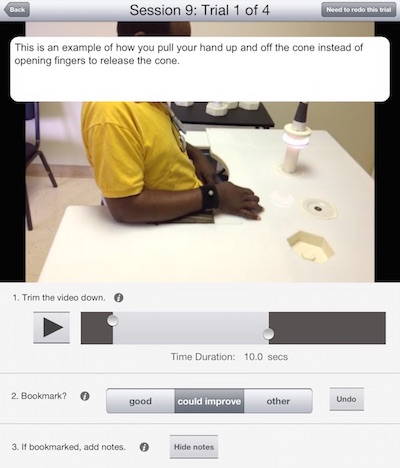 Back
Session 9: Trial 1 of 4
Need to redo this trial
This is an example of how you pull your hand up and off the cone instead of
opening fingers to release the cone.
1. Trim the video down.
Time Duration: 10.0 secs
2. Bookmark?
good
could improve
other
Undo
3. If bookmarked, add notes.
Hide notes